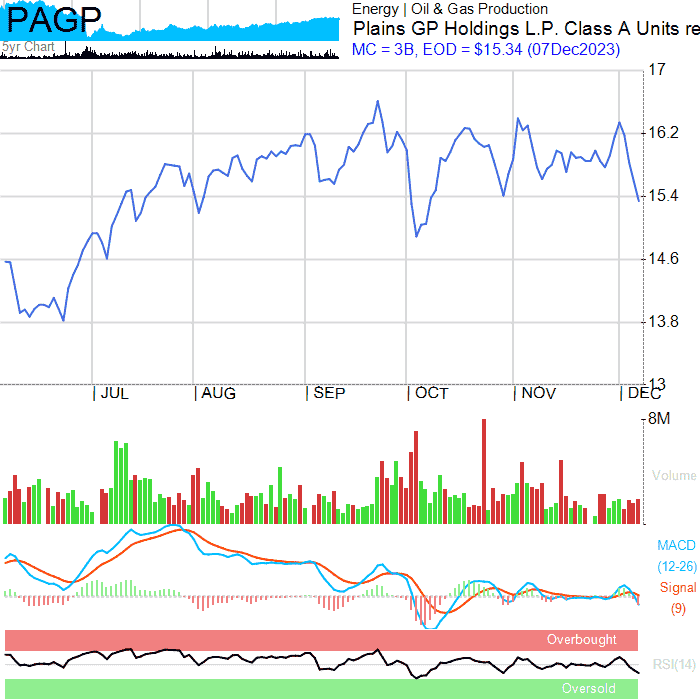 PAGP
5yr Chart
Energy | Oil & Gas Production
Plains GP Holdings L.P. Class A Units re
MC = 3B, EOD = $15.34 (07Dec2023)
17
16.2
15.4
14.6
13.8
13
| JUL | AUG | SEP | OCT | NOV | DEC
8M
Volume
MACD
(12-26)
Signal
(9)
Overbought
RSI(14)
Oversold